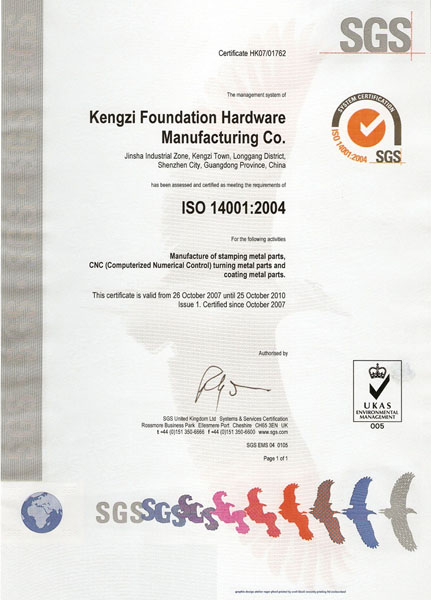 SGS
Certificate HK07/01762
The management system of
Kengzi Foundation Hardware
Manufacturing Co.
Jinsha Industrial Zone, Kengzi Town, Longgang District,
Shenzhen City, Guangdong Province, China
has been assessed and certified as meeting the requirements of
ISO 14001:2004
For the following activities
Manufacture of stamping metal parts,
CNC (Computerized Numerical Control) turning metal parts and
coating metal parts.
This certificate is valid from 26 October 2007 until 25 October 2010
Issue 1. Certified since October 2007
SYSTEM CERTIFICATION
ISO 14001:2004
SGS
Authorised by
SGS United Kingdom Ltd Systems & Services Certification
Rossmore Business Park Ellesmere Port Cheshire CH65 3EN UK
t +44 (0)151 350-6666 f +44 (0)151 350-6600 www.sgs.com
SGS EMS 04 0105
Page 1 of 1
UKAS
ENVIRONMENTAL
MANAGEMENT
005
SGS SGS SGS